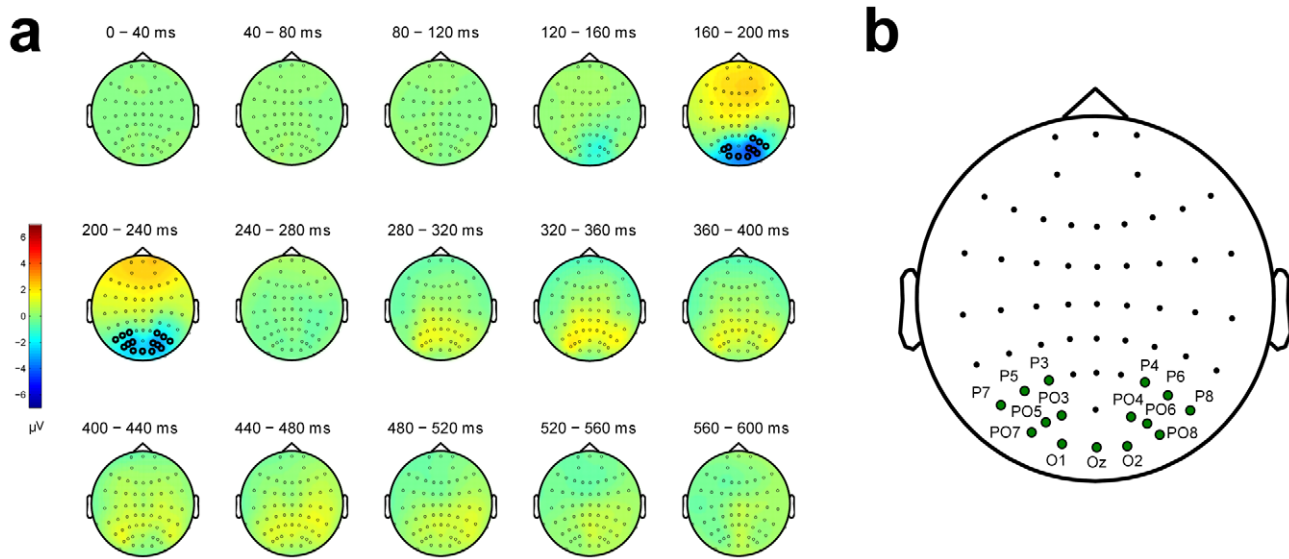 a
0 – 40 ms
40 – 80 ms
80 – 120 ms
120 – 160 ms
160 – 200 ms
200 – 240 ms
240 – 280 ms
280 – 320 ms
320 – 360 ms
360 – 400 ms
6
4
2
0
−2
−4
−6
µV
400 – 440 ms
440 – 480 ms
480 – 520 ms
520 – 560 ms
560 – 600 ms
b
P3
P4
P5
P6
P7
P8
PO3
PO4
PO5
PO6
PO7
PO8
O1
Oz
O2